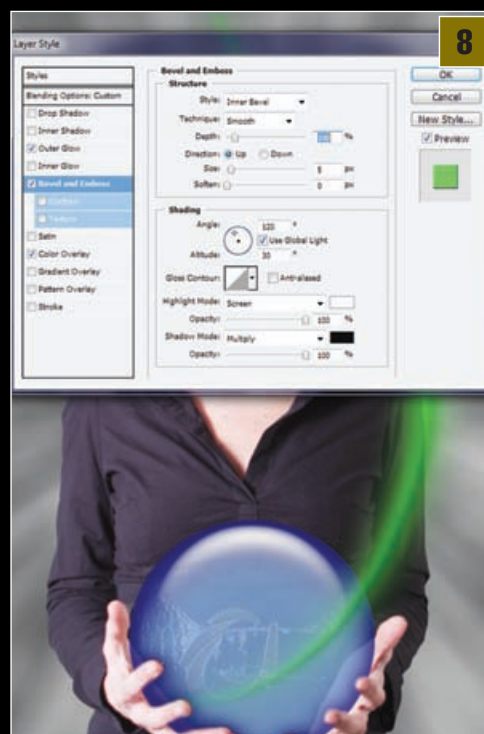 8
Layer Style
Styles
Blending Options: Custom
Drop Shadow
Inner Shadow
Outer Glow
Inner Glow
Bevel and Emboss
Contour
Texture
Satin
Color Overlay
Gradient Overlay
Pattern Overlay
Stroke
Bevel and Emboss
Structure
Style: Inner Bevel
Technique: Smooth
Depth: %
Direction: Up Down
Size: 5 px
Soften: 0 px
Shading
Angle: 120 °
Use Global Light
Altitude: 30 °
Gloss Contour: Anti-aliased
Highlight Mode: Screen
Opacity: 100 %
Shadow Mode: Multiply
Opacity: 100 %
OK
Cancel
New Style...
Preview